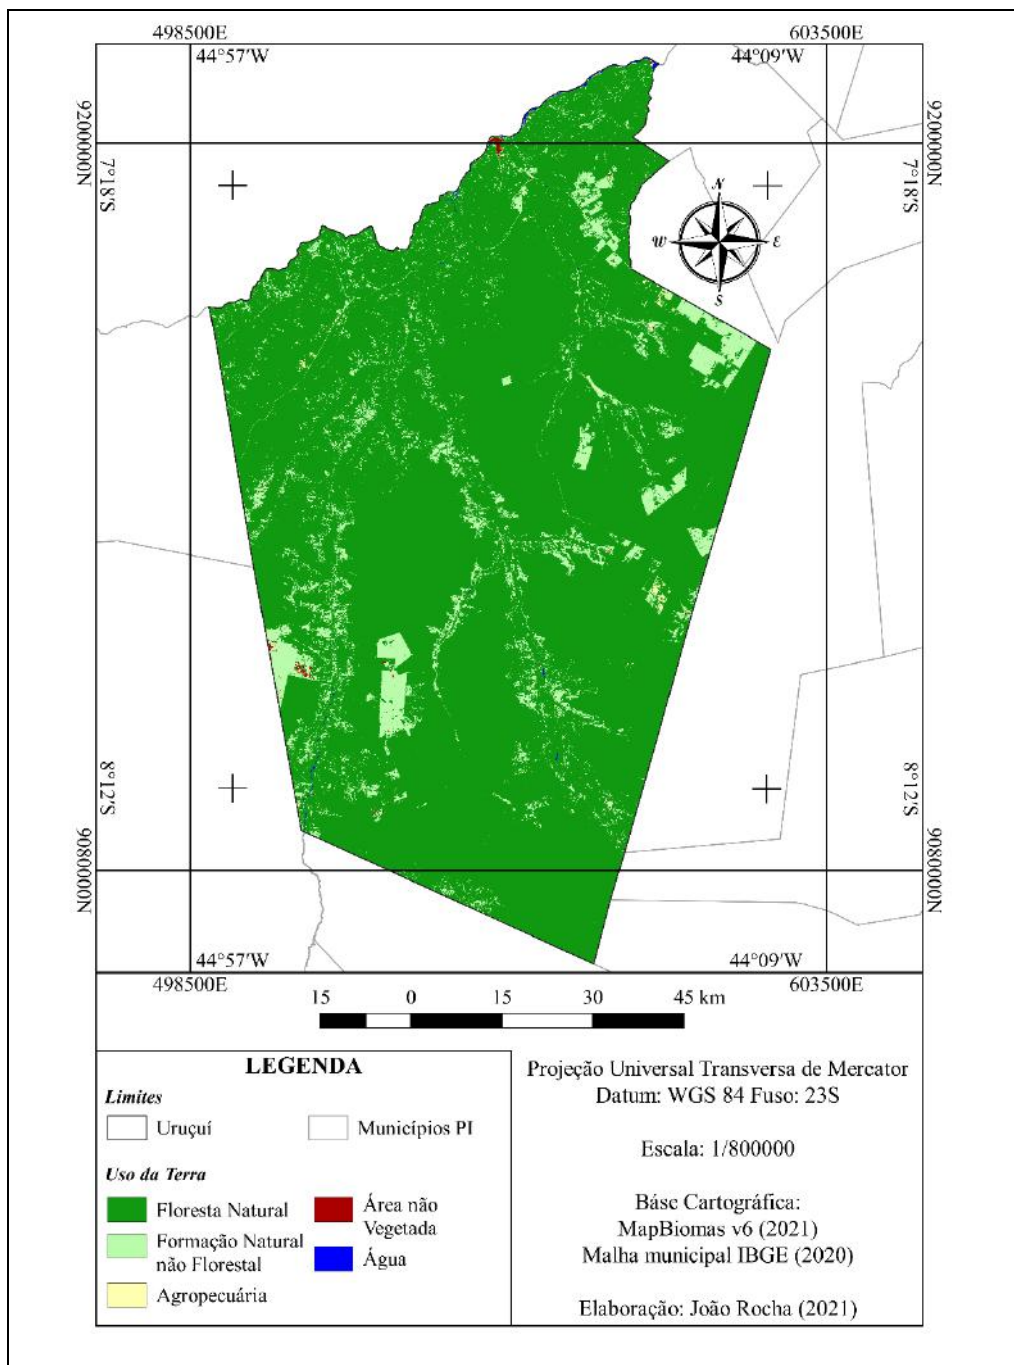 498500E 603500E
44°57'W 44°09'W
9200000N 9200000N
7°18'S 7°18'S
N
W E
S
8°12'S 8°12'S
9080000N 9080000N
44°57'W 44°09'W
498500E 603500E
15 0 15 30 45 km
LEGENDA
Limites
Uruçuí Municípios PI
Uso da Terra
Floresta Natural
Área não
Vegetada
Formação Natural
não Florestal
Água
Agropecuária
Projeção Universal Transversa de Mercator
Datum: WGS 84 Fuso: 23S
Escala: 1/800000
Báse Cartográfica:
MapBiomas v6 (2021)
Malha municipal IBGE (2020)
Elaboração: João Rocha (2021)